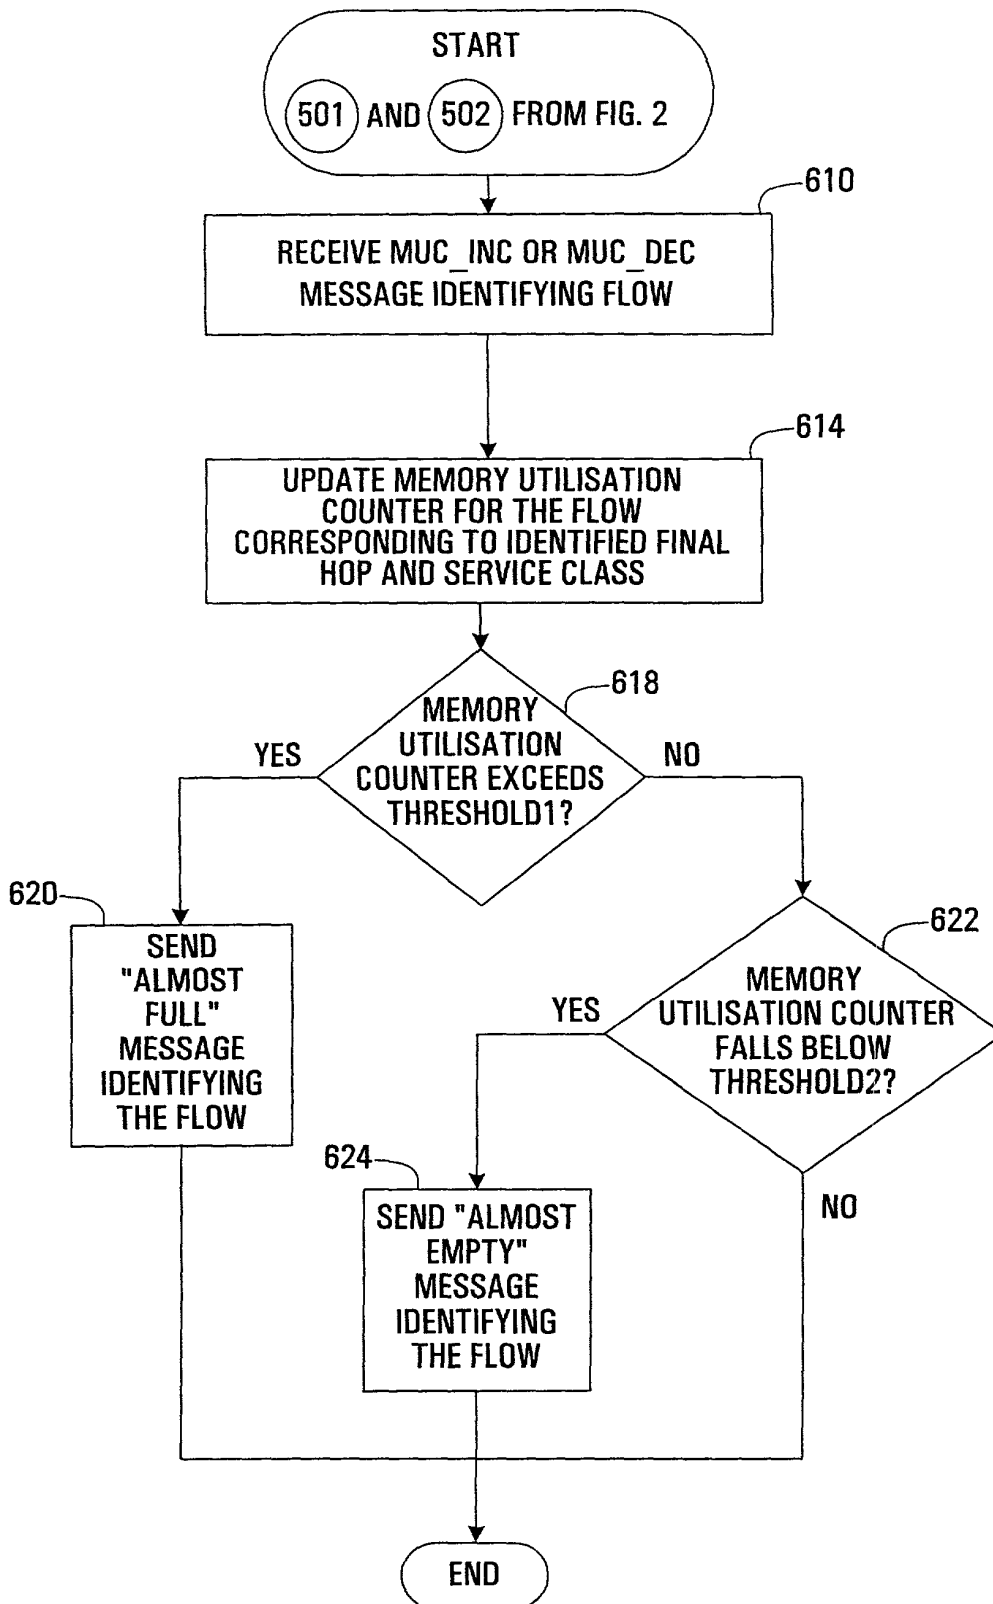 START
501 AND 502 FROM FIG. 2
610
RECEIVE MUC_INC OR MUC_DEC
MESSAGE IDENTIFYING FLOW
614
UPDATE MEMORY UTILISATION
COUNTER FOR THE FLOW
CORRESPONDING TO IDENTIFIED FINAL
HOP AND SERVICE CLASS
618
MEMORY
UTILISATION
COUNTER EXCEEDS
THRESHOLD1?
YES
NO
620
SEND
"ALMOST
FULL"
MESSAGE
IDENTIFYING
THE FLOW
622
MEMORY
UTILISATION COUNTER
FALLS BELOW
THRESHOLD2?
YES
NO
624
SEND "ALMOST
EMPTY"
MESSAGE
IDENTIFYING
THE FLOW
END